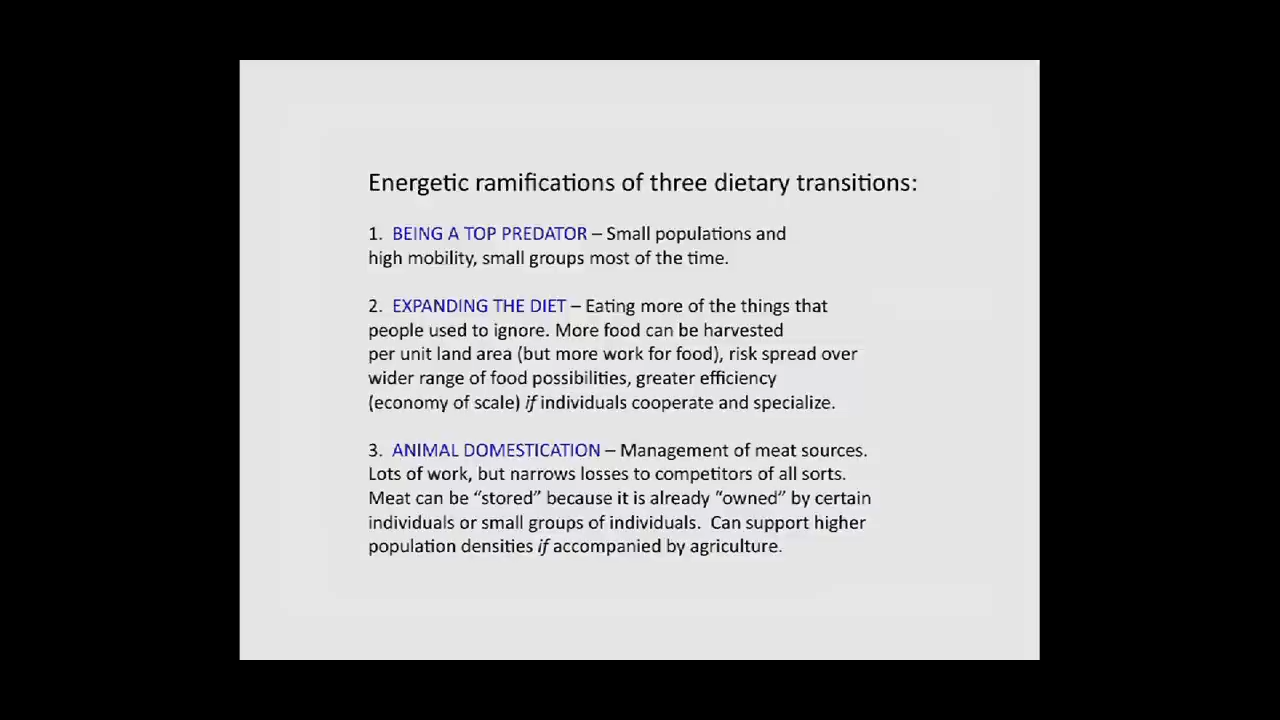 Energetic ramifications of three dietary transitions:
1. BEING A TOP PREDATOR – Small populations and
high mobility, small groups most of the time.
2. EXPANDING THE DIET – Eating more of the things that
people used to ignore. More food can be harvested
per unit land area (but more work for food), risk spread over
wider range of food possibilities, greater efficiency
(economy of scale) if individuals cooperate and specialize.
3. ANIMAL DOMESTICATION – Management of meat sources.
Lots of work, but narrows losses to competitors of all sorts.
Meat can be “stored” because it is already “owned” by certain
individuals or small groups of individuals.  Can support higher
population densities if accompanied by agriculture.